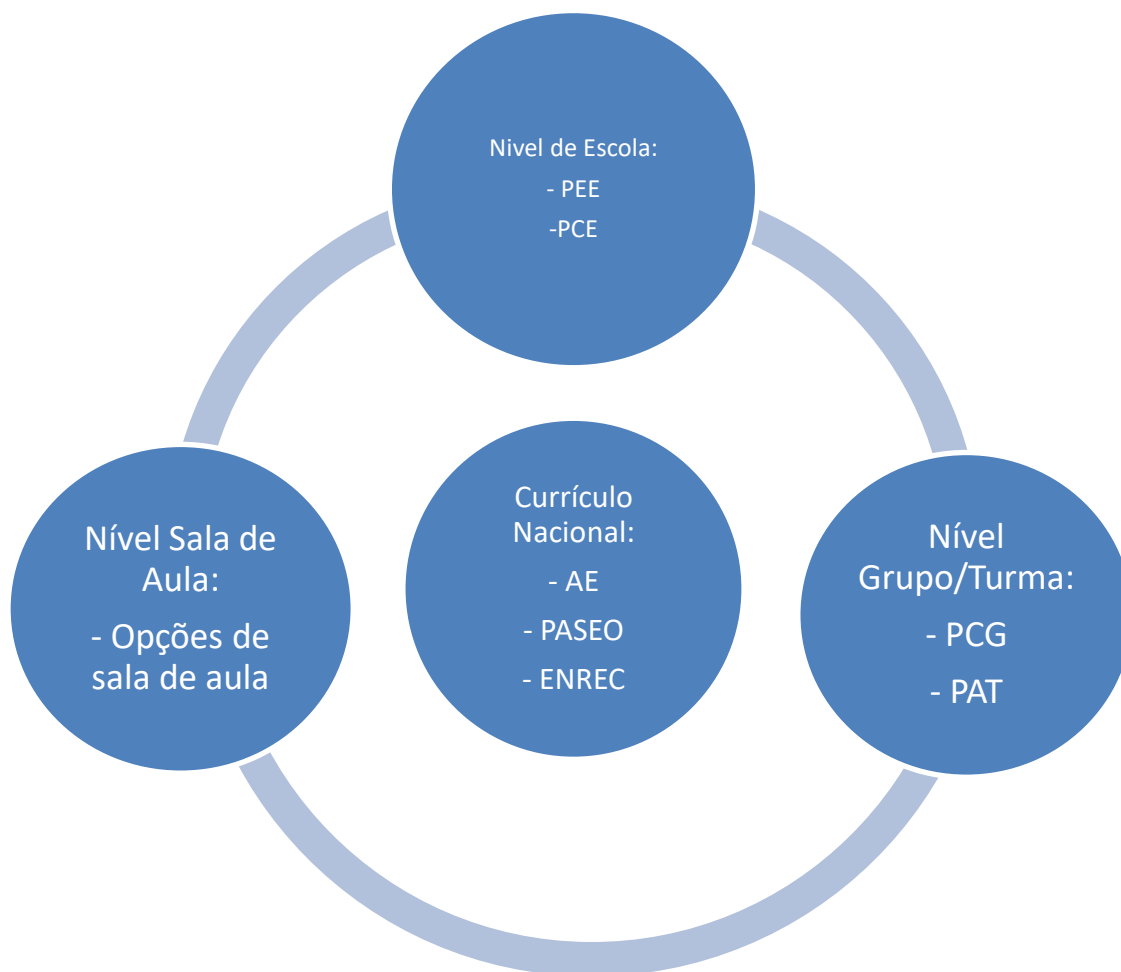 Nivel de Escola:
- PEE
-PCE
Currículo
Nacional:
- AE
- PASEO
- ENREC
Nível Sala de
Aula:
- Opções de
sala de aula
Nível
Grupo/Turma:
- PCG
- PAT